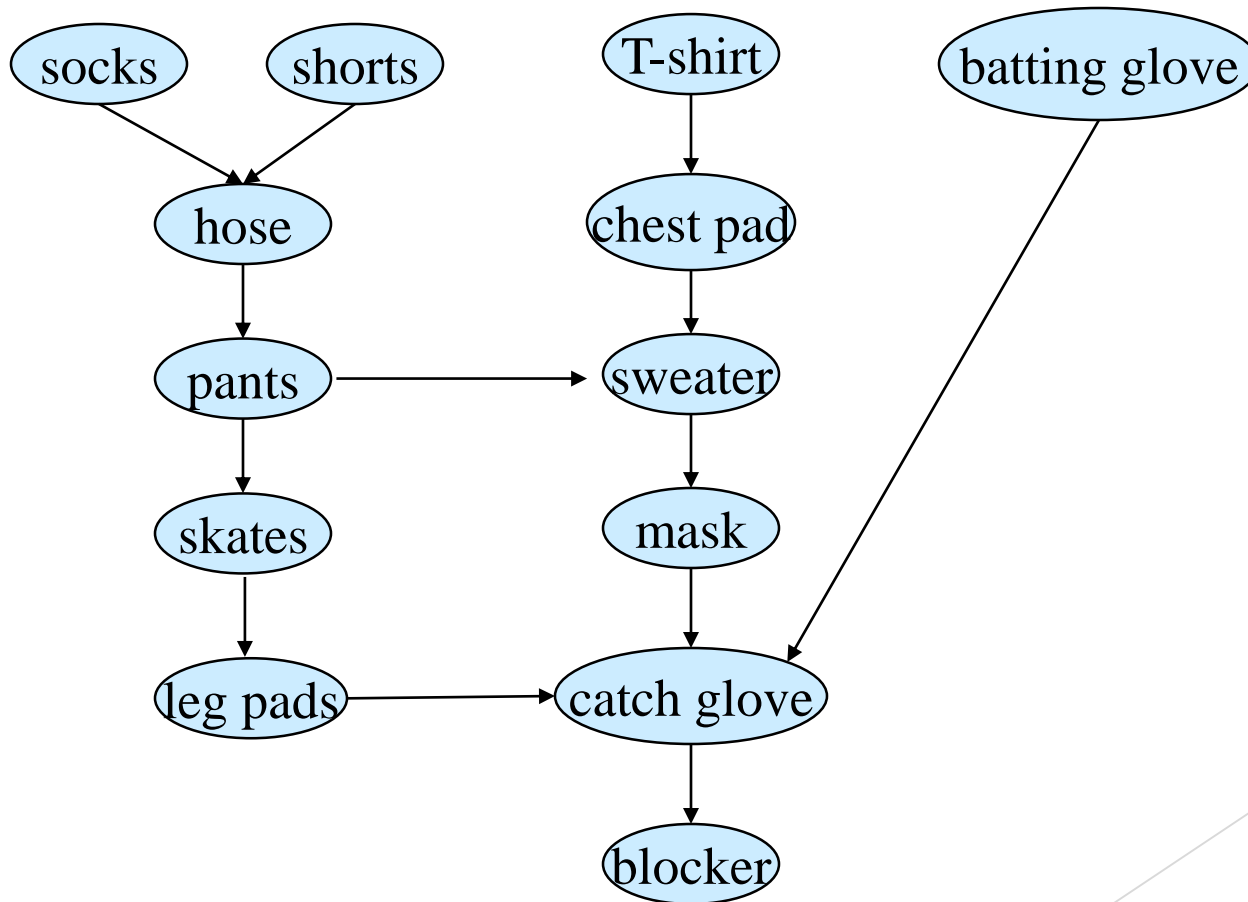 socks
shorts
T-shirt
batting glove
hose
chest pad
pants
sweater
skates
mask
leg pads
catch glove
blocker